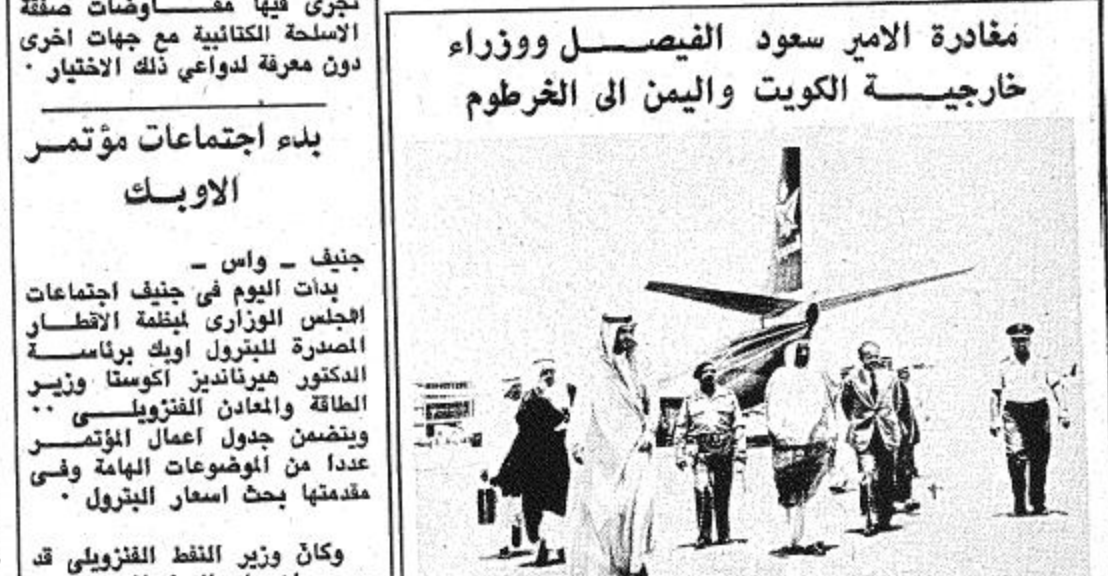 مغادرة الامير سعود الفيصل ووزراء
خارجية الكويت واليمن الى الخرطوم
تجرى فيها مفاوضات صفقة
الاسلحة الكتائبية مع جهات اخرى
دون معرفة لدواعي ذلك الاختيار ٠
بدء اجتماعات مؤتمر
الاوبك
جنيف ـ واس ـ
بدأت اليوم فى جنيف اجتماعات
المجلس الوزارى لمنظمة الاقطار
المصدرة للبترول اوبك برئاسة
الدكتور هيرنانديز اكوستا وزير
الطاقة والمعادن الفنزويلى ٠٠
ويتضمن جدول اعمال المؤتمر
عددا من الموضوعات الهامة وفى
مقدمتها بحث اسعار البترول ٠
وكان وزير النفط الفنزويلى قد